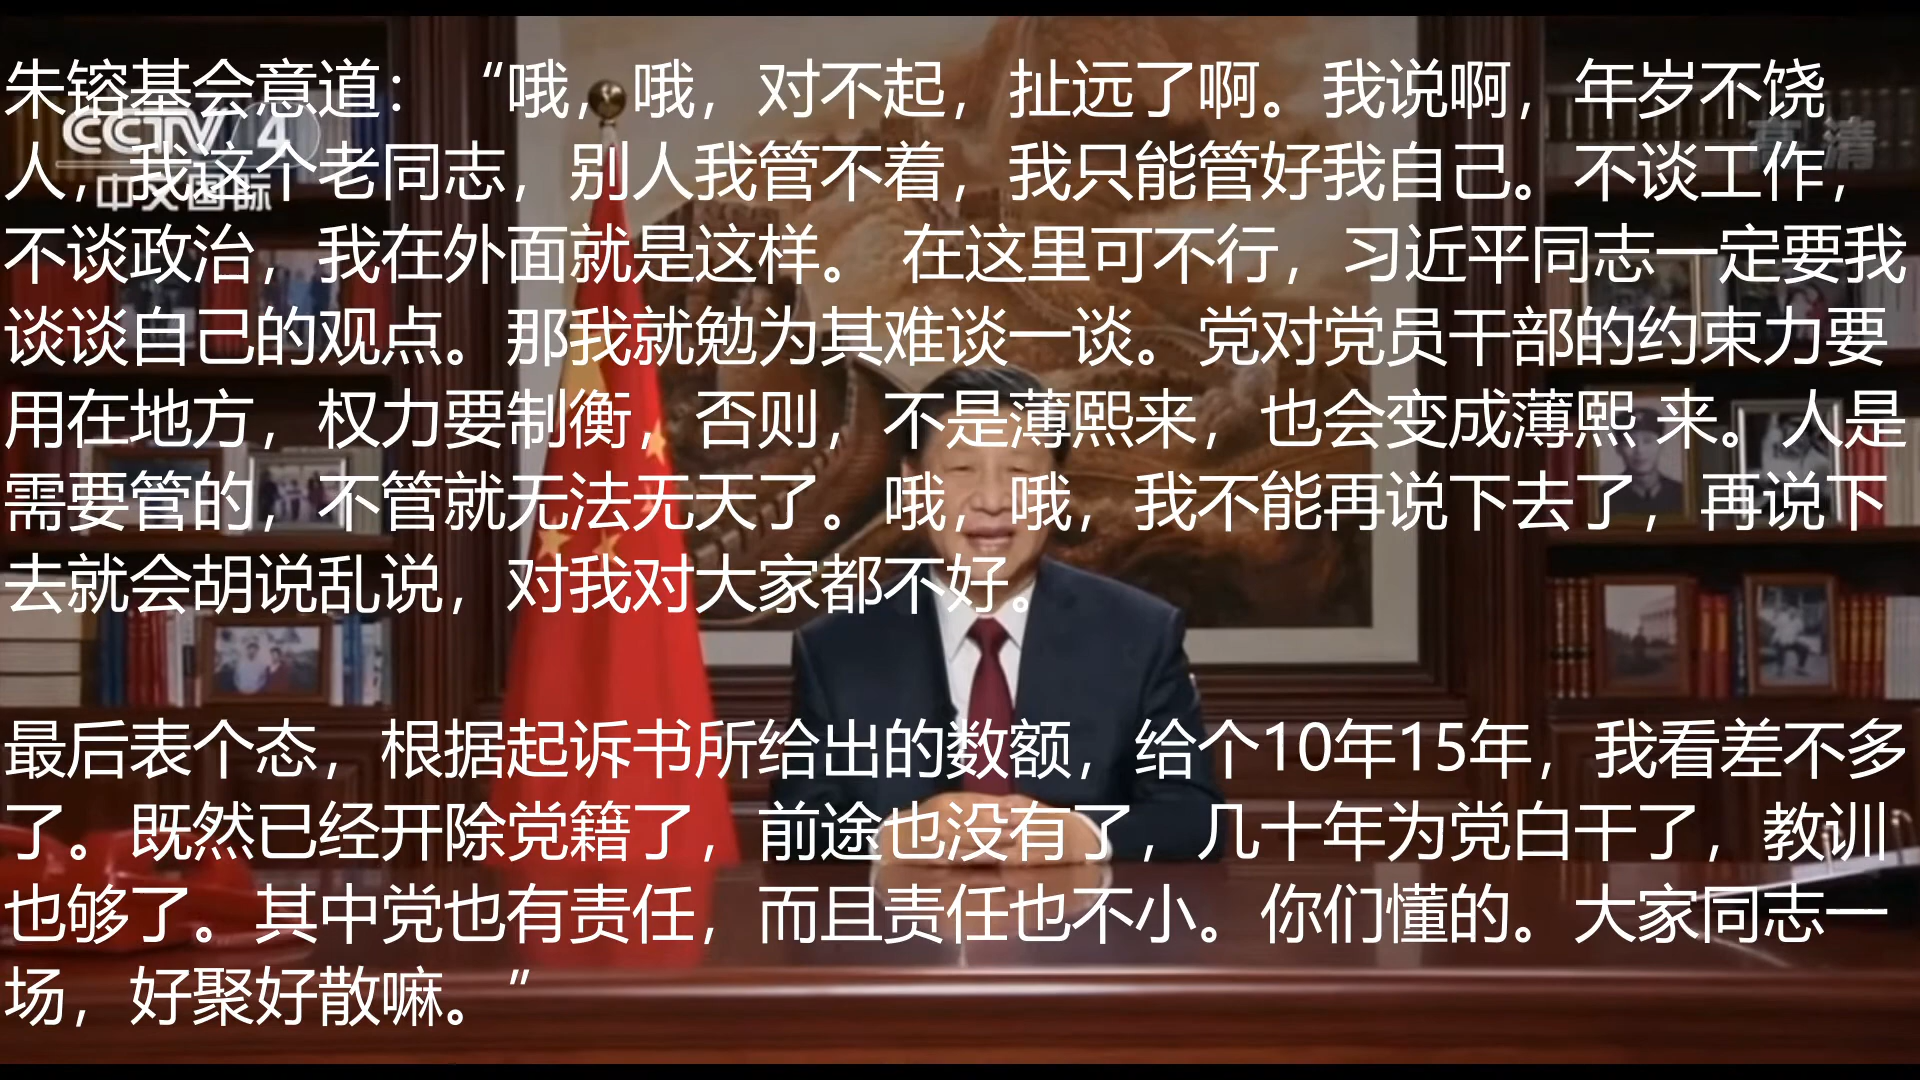 朱镕基会意道：“哦，哦，对不起，扯远了啊。我说啊，年岁不饶
人，我这个老同志，别人我管不着，我只能管好我自己。不谈工作，
不谈政治，我在外面就是这样。 在这里可不行，习近平同志一定要我
谈谈自己的观点。那我就勉为其难谈一谈。党对党员干部的约束力要
用在地方，权力要制衡，否则，不是薄熙来，也会变成薄熙 来。人是
需要管的，不管就无法无天了。哦，哦，我不能再说下去了，再说下
去就会胡说乱说，对我对大家都不好。
最后表个态，根据起诉书所给出的数额，给个10年15年，我看差不多
了。既然已经开除党籍了，前途也没有了，几十年为党白干了，教训
也够了。其中党也有责任，而且责任也不小。你们懂的。大家同志一
场，好聚好散嘛。”
CCTV 4
中文国际
高清